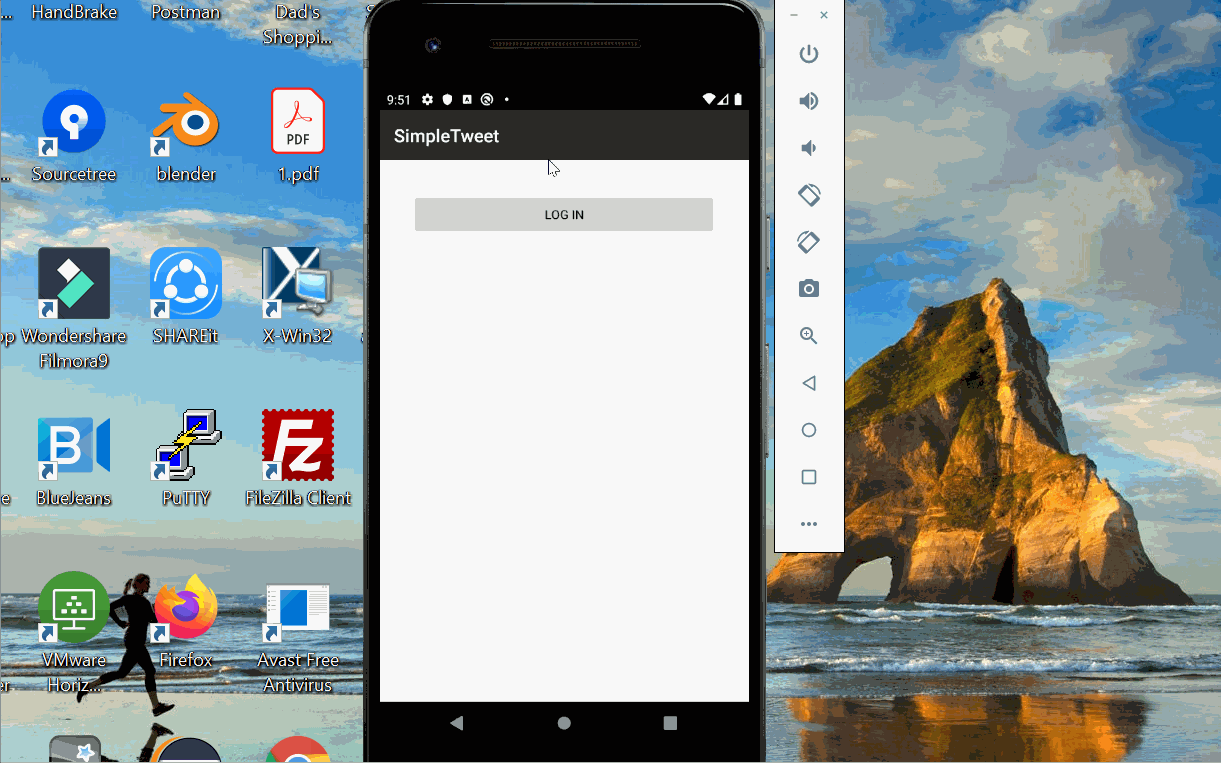 HandBrake
Postman
Dad's
Shoppi...
Sourcetree
blender
PDF
1.pdf
Wondershare
Filmora9
SHAREit
X-Win32
BlueJeans
PuTTY
FileZilla Client
VMware
Horiz...
Firefox
Avast Free
Antivirus
9:51
SimpleTweet
LOG IN